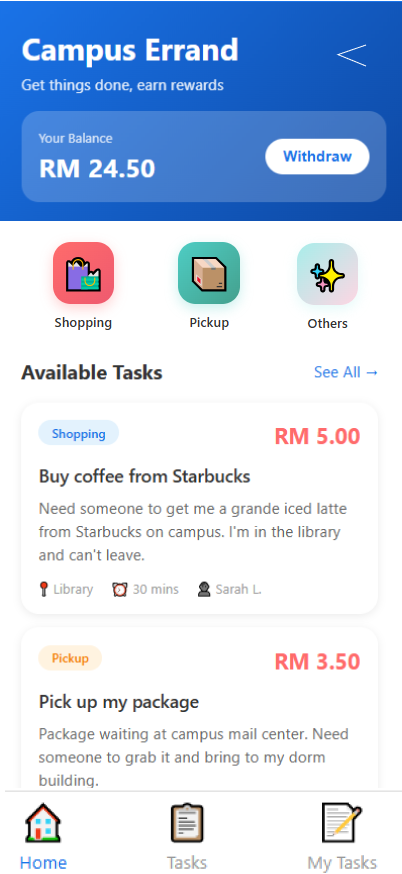 Campus Errand
Get things done, earn rewards
Your Balance
RM 24.50
Withdraw
Shopping
Pickup
Others
Available Tasks
See All →
Shopping
RM 5.00
Buy coffee from Starbucks
Need someone to get me a grande iced latte
from Starbucks on campus. I'm in the library
and can't leave.
Library
30 mins
Sarah L.
Pickup
RM 3.50
Pick up my package
Package waiting at campus mail center. Need
someone to grab it and bring to my dorm
building.
Home
Tasks
My Tasks